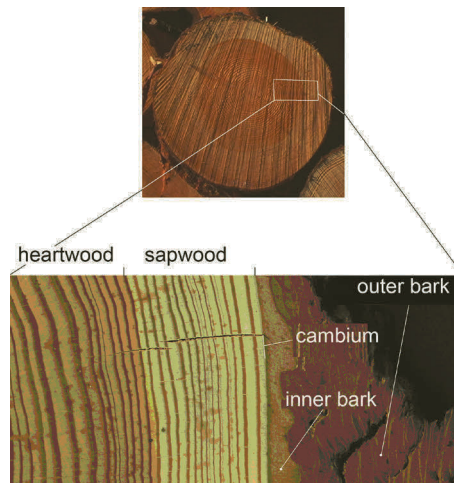 heartwood
sapwood
outer bark
cambium
inner bark